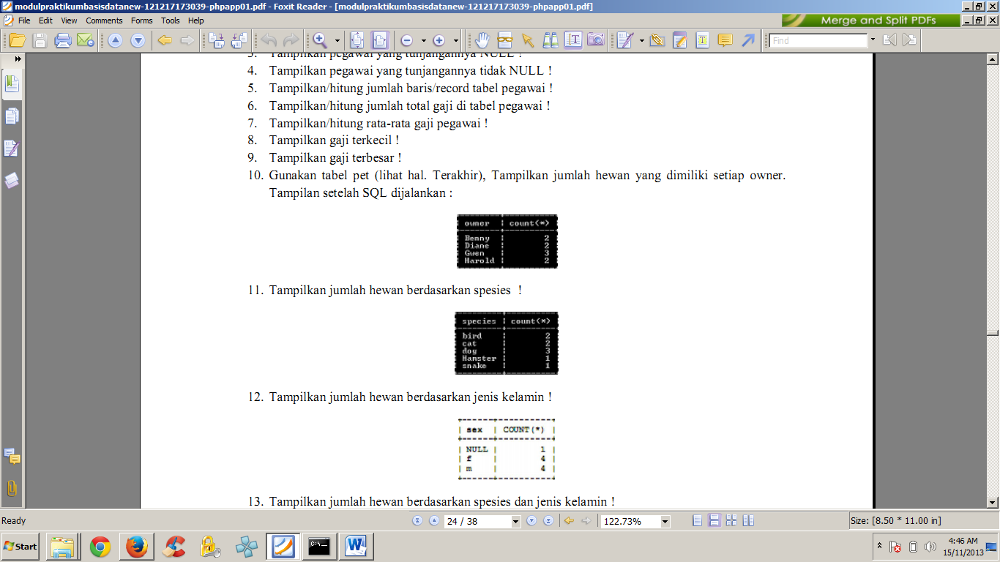 modulpraktikumbasisdatanew-121217173039-phpapp01.pdf - Foxit Reader - [modulpraktikumbasisdatanew-121217173039-phpapp01.pdf]
File Edit View Comments Forms Tools Help
Merge and Split PDFs
Find
3. Tampilkan pegawai yang tunjangannya NULL !
4. Tampilkan pegawai yang tunjangannya tidak NULL !
5. Tampilkan/hitung jumlah baris/record tabel pegawai !
6. Tampilkan/hitung jumlah total gaji di tabel pegawai !
7. Tampilkan/hitung rata-rata gaji pegawai !
8. Tampilkan gaji terkecil !
9. Tampilkan gaji terbesar !
10. Gunakan tabel pet (lihat hal. Terakhir), Tampilkan jumlah hewan yang dimiliki setiap owner.
Tampilan setelah SQL dijalankan :
owner count(*)
Benny 2
Diane 2
Gwen 3
Harold 2
11. Tampilkan jumlah hewan berdasarkan spesies !
species count(*)
bird 2
cat 2
dog 3
Hamster 1
snake 1
12. Tampilkan jumlah hewan berdasarkan jenis kelamin !
sex COUNT(*)
NULL 1
f 4
m 4
13. Tampilkan jumlah hewan berdasarkan spesies dan jenis kelamin !
Ready
24 / 38
122.73%
Size: [8.50 * 11.00 in]
Start
4:46 AM
15/11/2013